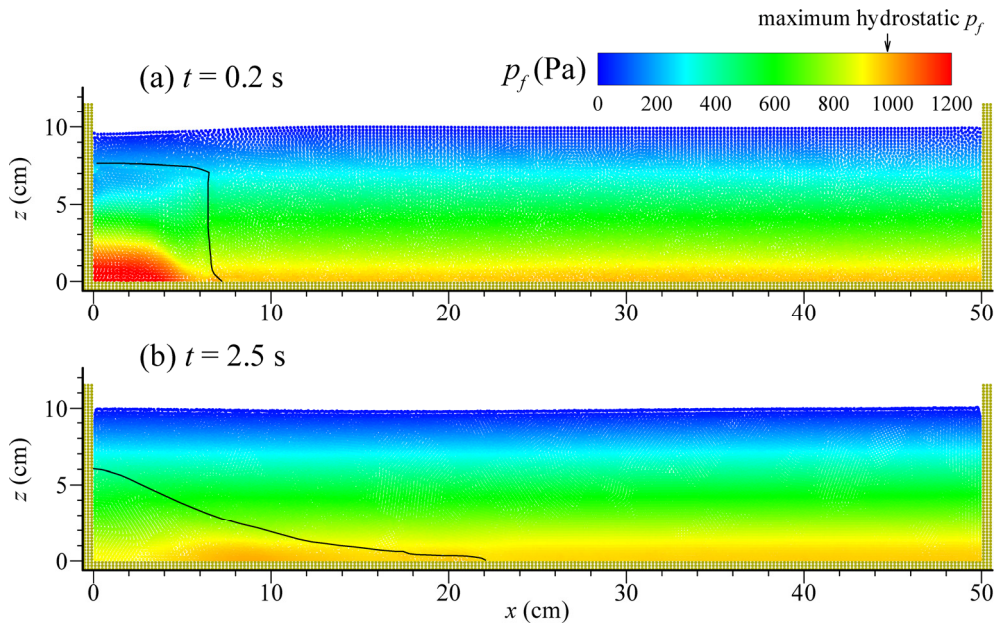 maximum hydrostatic p_f
(a) t = 0.2 s
p_f (Pa)
0 200 400 600 800 1000 1200
10
5
0
z (cm)
0 10 20 30 40 50
(b) t = 2.5 s
10
5
0
z (cm)
0 10 20 30 40 50
x (cm)